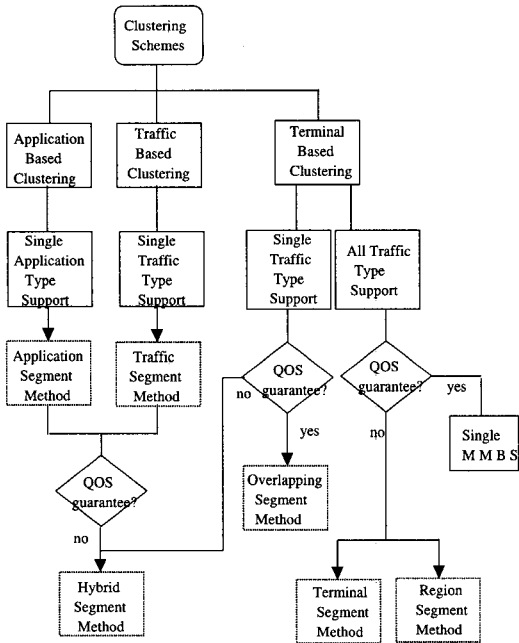 Clustering
Schemes
Application
Based
Clustering
Traffic
Based
Clustering
Terminal
Based
Clustering
Single
Application
Type
Support
Single
Traffic
Type
Support
Single
Traffic
Type
Support
All Traffic
Type
Support
Application
Segment
Method
Traffic
Segment
Method
QOS
guarantee?
no
yes
QOS
guarantee?
yes
no
Single
M M B S
QOS
guarantee?
no
Overlapping
Segment
Method
Hybrid
Segment
Method
Terminal
Segment
Method
Region
Segment
Method